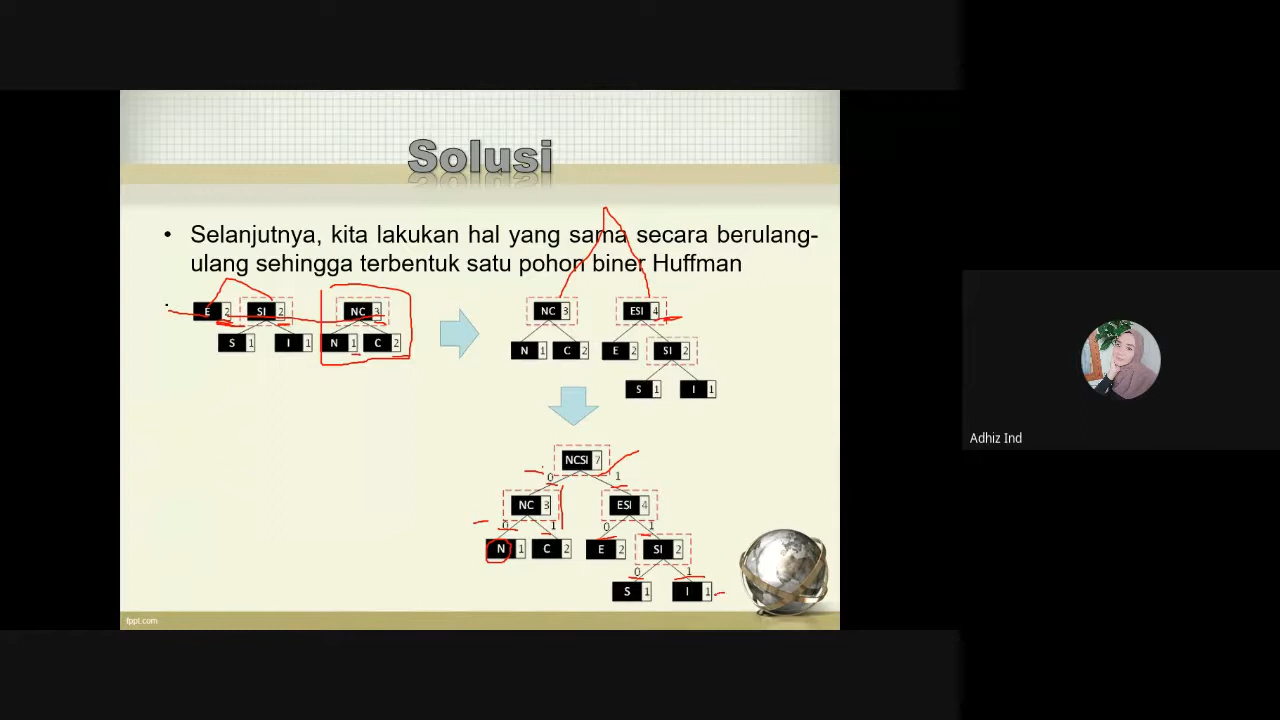 Solusi
• Selanjutnya, kita lakukan hal yang sama secara berulang-
ulang sehingga terbentuk satu pohon biner Huffman
E 2 SI 2 NC 3
S 1 I 1 N 1 C 2
NC 3 ESI 4
N 1 C 2 E 2 SI 2
S 1 I 1
NCSI 7
0 1
NC 3 ESI 4
0 1 0 1
N 1 C 2 E 2 SI 2
0 1
S 1 I 1
fppt.com
Adhiz Ind